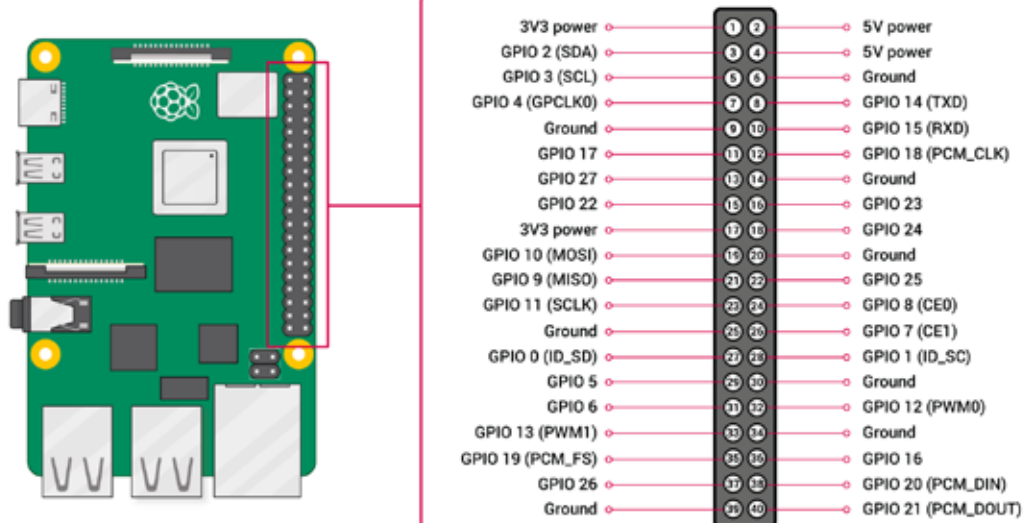 3V3 power 1 2 5V power
GPIO 2 (SDA) 3 4 5V power
GPIO 3 (SCL) 5 6 Ground
GPIO 4 (GPCLK0) 7 8 GPIO 14 (TXD)
Ground 9 10 GPIO 15 (RXD)
GPIO 17 11 12 GPIO 18 (PCM_CLK)
GPIO 27 13 14 Ground
GPIO 22 15 16 GPIO 23
3V3 power 17 18 GPIO 24
GPIO 10 (MOSI) 19 20 Ground
GPIO 9 (MISO) 21 22 GPIO 25
GPIO 11 (SCLK) 23 24 GPIO 8 (CE0)
Ground 25 26 GPIO 7 (CE1)
GPIO 0 (ID_SD) 27 28 GPIO 1 (ID_SC)
GPIO 5 29 30 Ground
GPIO 6 31 32 GPIO 12 (PWM0)
GPIO 13 (PWM1) 33 34 Ground
GPIO 19 (PCM_FS) 35 36 GPIO 16
GPIO 26 37 38 GPIO 20 (PCM_DIN)
Ground 39 40 GPIO 21 (PCM_DOUT)